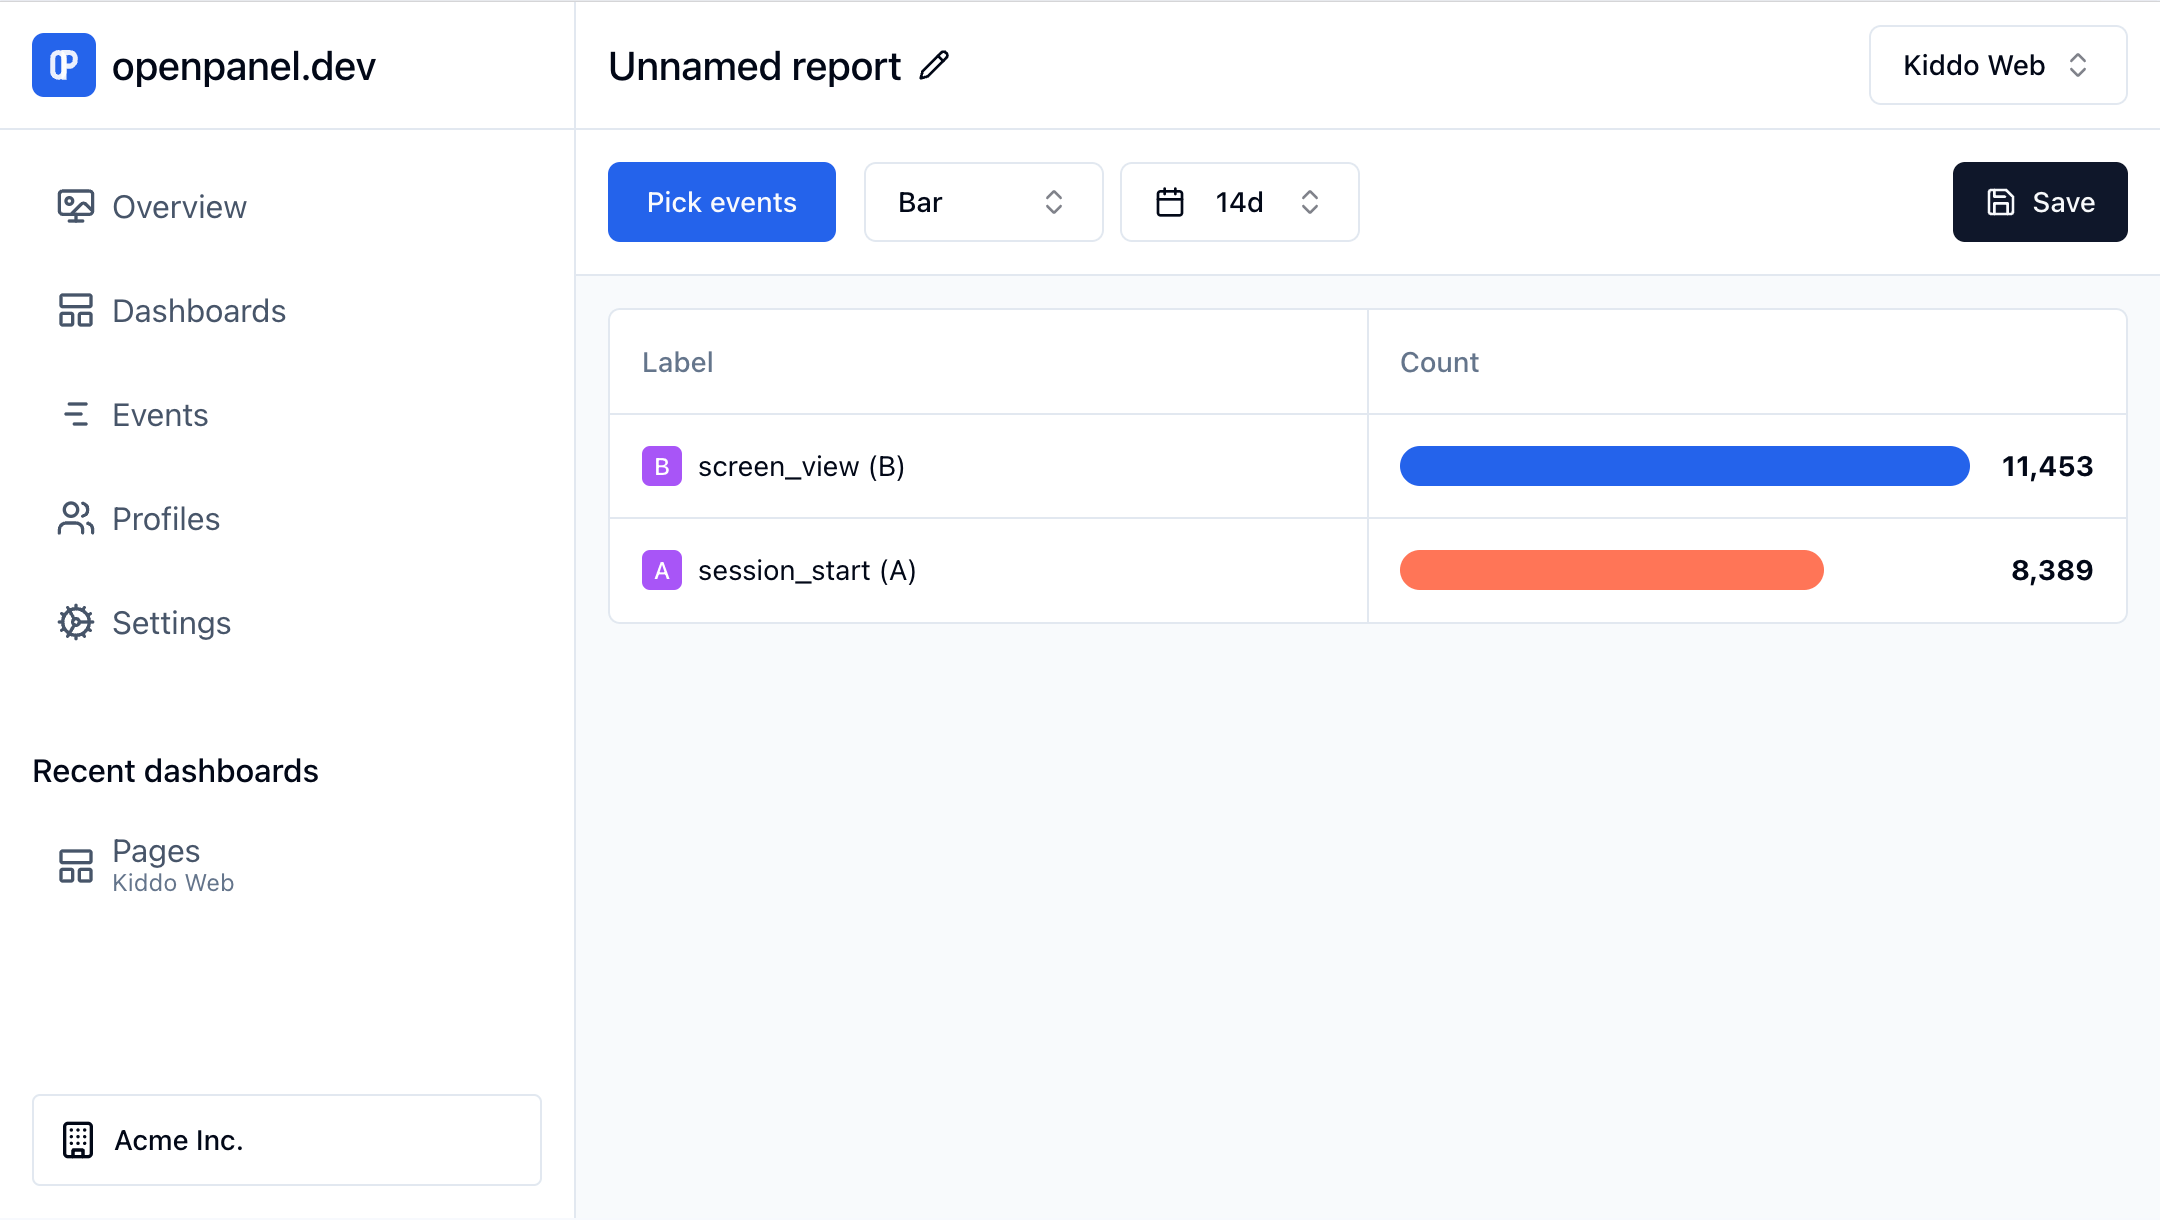 openpanel.dev
Unnamed report
Kiddo Web
Overview
Dashboards
Events
Profiles
Settings
Recent dashboards
Pages
Kiddo Web
Acme Inc.
Pick events
Bar
14d
Save
Label
Count
B screen_view (B)
11,453
A session_start (A)
8,389